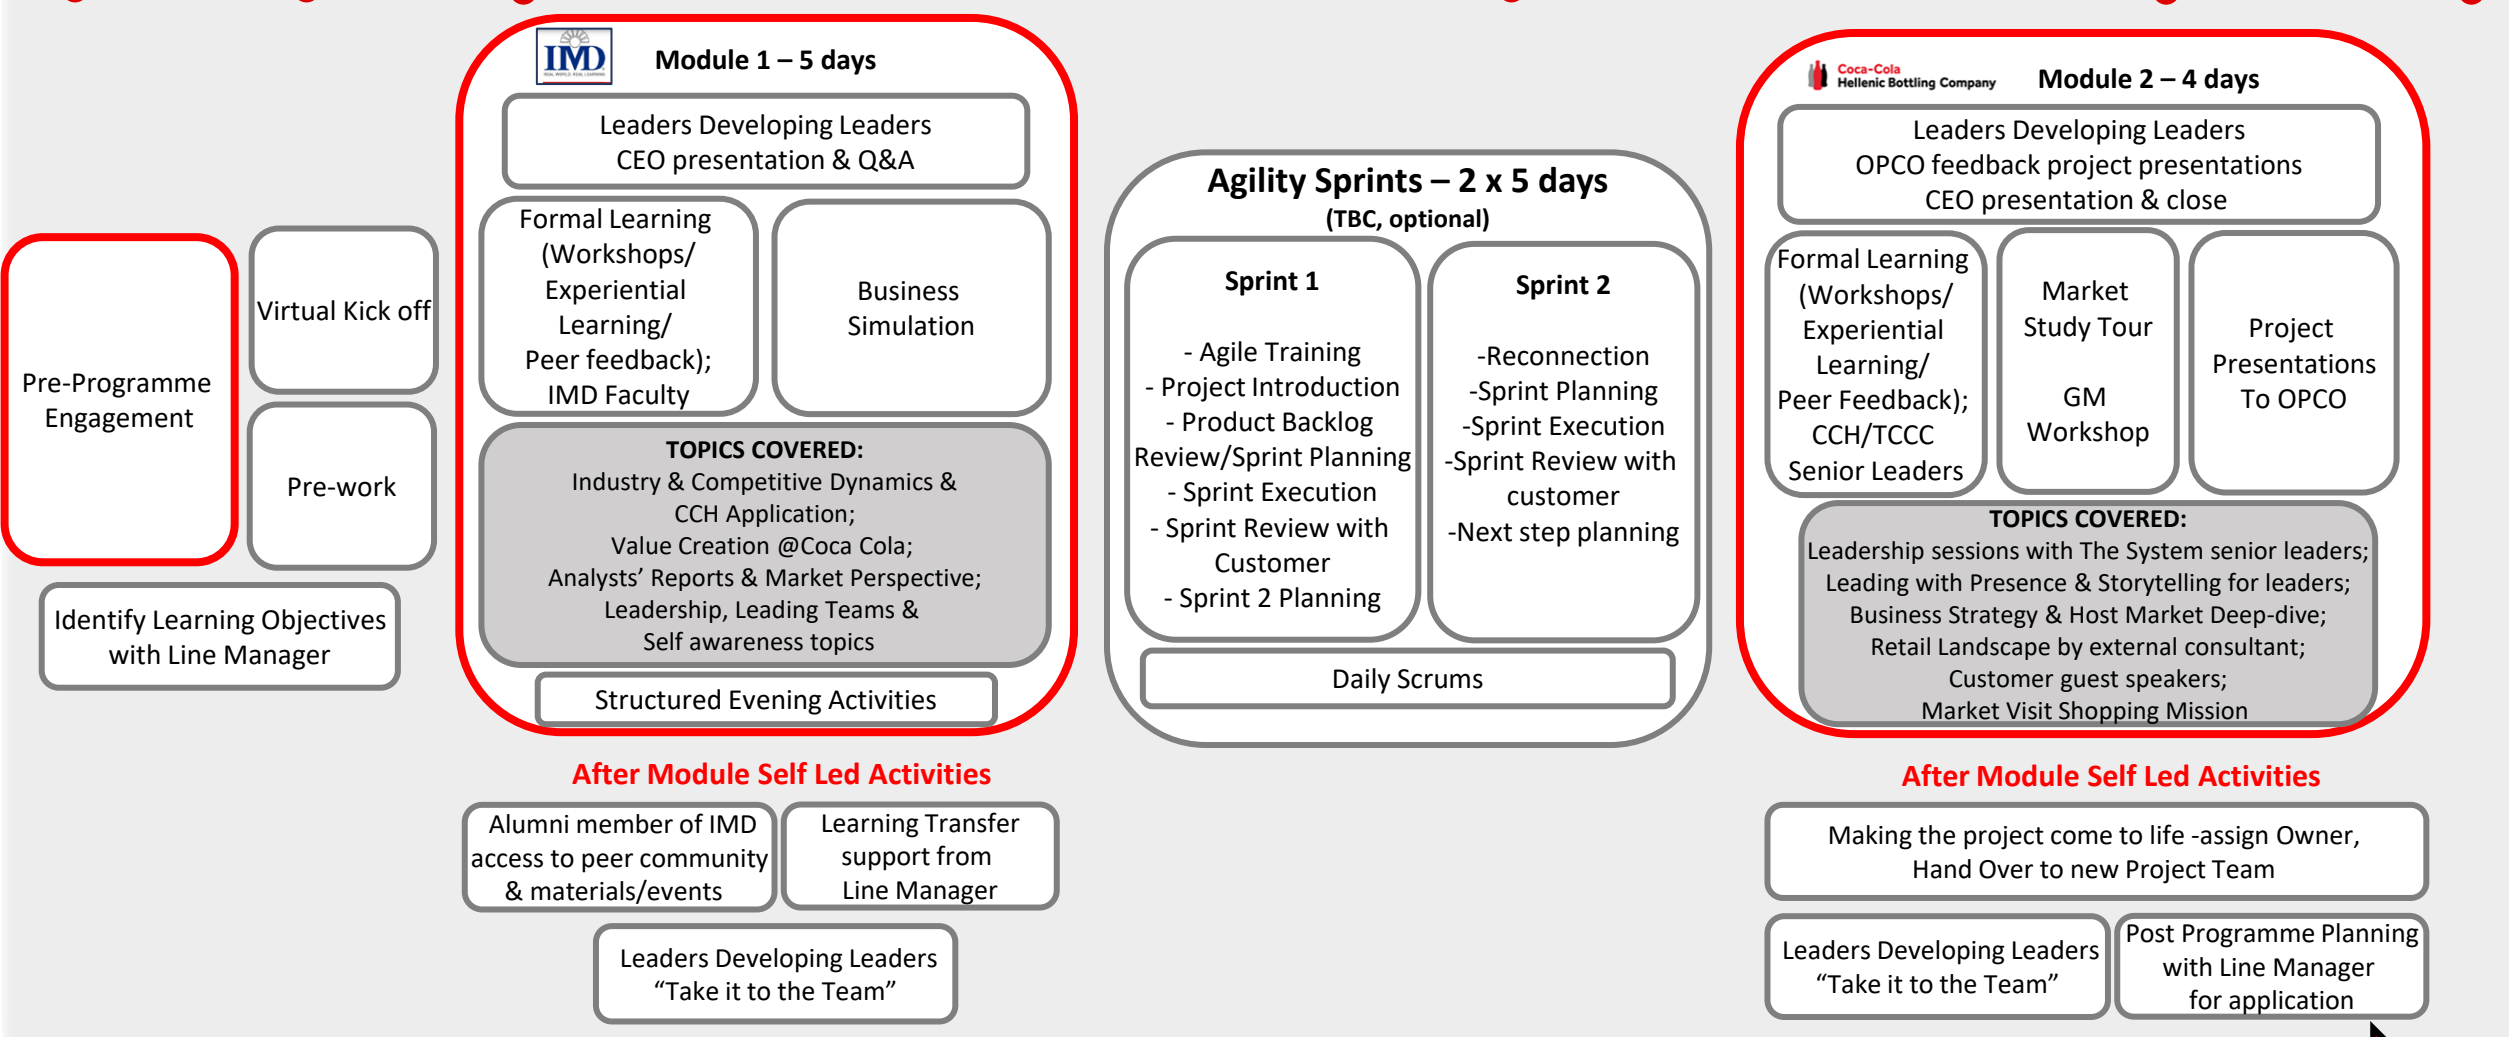 Pre-Programme
Engagement
Virtual Kick off
Pre-work
Identify Learning Objectives
with Line Manager
IMD
REAL WORLD. REAL LEARNING
Module 1 – 5 days
Leaders Developing Leaders
CEO presentation & Q&A
Formal Learning
(Workshops/
Experiential
Learning/
Peer feedback);
IMD Faculty
Business
Simulation
TOPICS COVERED:
Industry & Competitive Dynamics &
CCH Application;
Value Creation @Coca Cola;
Analysts’ Reports & Market Perspective;
Leadership, Leading Teams &
Self awareness topics
Structured Evening Activities
After Module Self Led Activities
Alumni member of IMD
access to peer community
& materials/events
Learning Transfer
support from
Line Manager
Leaders Developing Leaders
“Take it to the Team”
Agility Sprints – 2 x 5 days
(TBC, optional)
Sprint 1
- Agile Training
- Project Introduction
- Product Backlog
Review/Sprint Planning
- Sprint Execution
- Sprint Review with
Customer
- Sprint 2 Planning
Sprint 2
-Reconnection
-Sprint Planning
-Sprint Execution
-Sprint Review with
customer
-Next step planning
Daily Scrums
Coca-Cola
Hellenic Bottling Company
Module 2 – 4 days
Leaders Developing Leaders
OPCO feedback project presentations
CEO presentation & close
Formal Learning
(Workshops/
Experiential
Learning/
Peer Feedback);
CCH/TCCC
Senior Leaders
Market
Study Tour
GM
Workshop
Project
Presentations
To OPCO
TOPICS COVERED:
Leadership sessions with The System senior leaders;
Leading with Presence & Storytelling for leaders;
Business Strategy & Host Market Deep-dive;
Retail Landscape by external consultant;
Customer guest speakers;
Market Visit Shopping Mission
After Module Self Led Activities
Making the project come to life -assign Owner,
Hand Over to new Project Team
Leaders Developing Leaders
“Take it to the Team”
Post Programme Planning
with Line Manager
for application